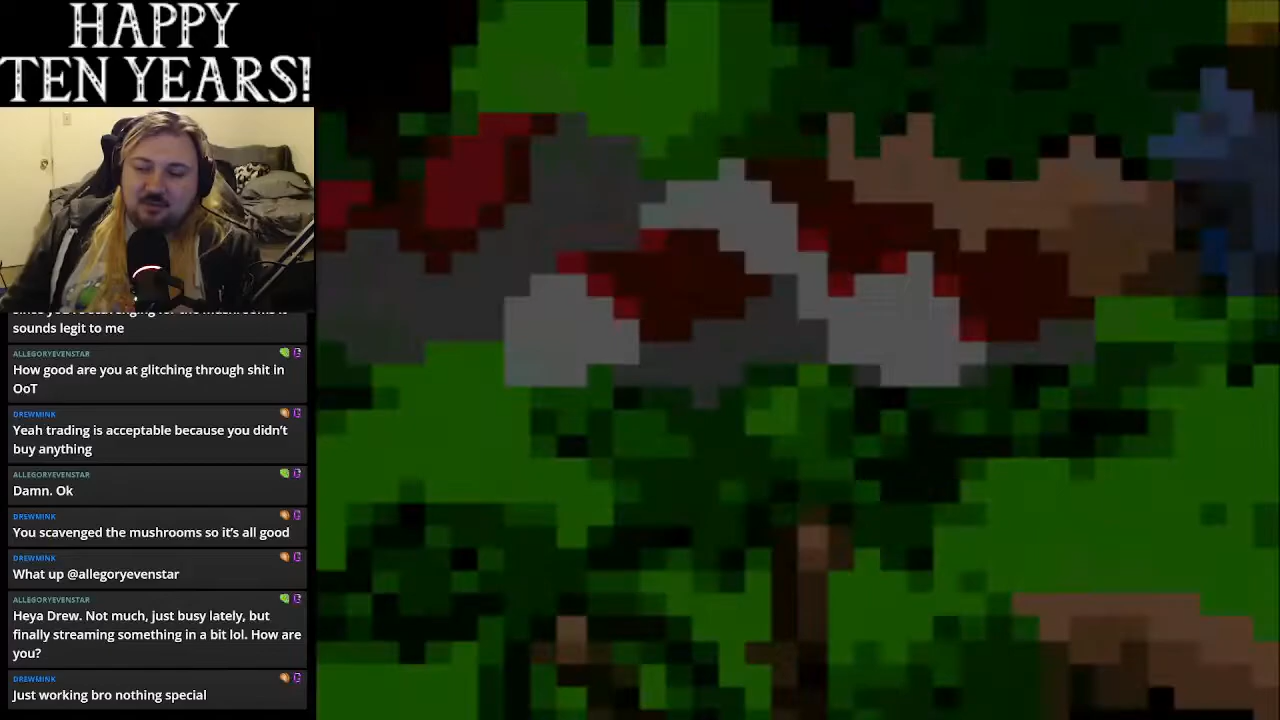 HAPPY
TEN YEARS!
sounds legit to me
ALLEGORYEVENSTAR
How good are you at glitching through shit in
OoT
DREWMINK
Yeah trading is acceptable because you didn’t
buy anything
ALLEGORYEVENSTAR
Damn. Ok
DREWMINK
You scavenged the mushrooms so it’s all good
DREWMINK
What up @allegoryevenstar
ALLEGORYEVENSTAR
Heya Drew. Not much, just busy lately, but
finally streaming something in a bit lol. How are
you?
DREWMINK
Just working bro nothing special